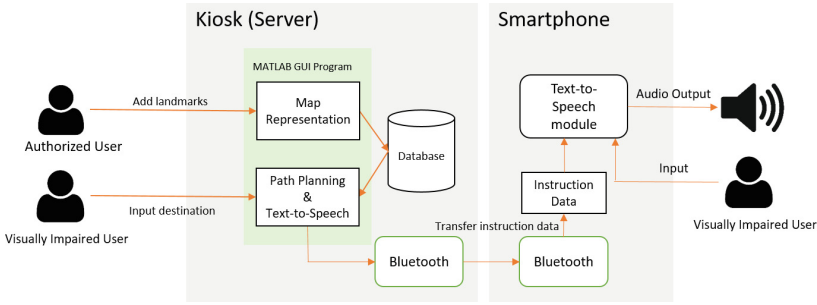 Kiosk (Server)
Smartphone
MATLAB GUI Program
Add landmarks
Map
Representation
Authorized User
Database
Path Planning
&
Text-to-Speech
Input destination
Visually Impaired User
Bluetooth
Transfer instruction data
Bluetooth
Instruction
Data
Text-to-
Speech
module
Audio Output
Input
Visually Impaired User